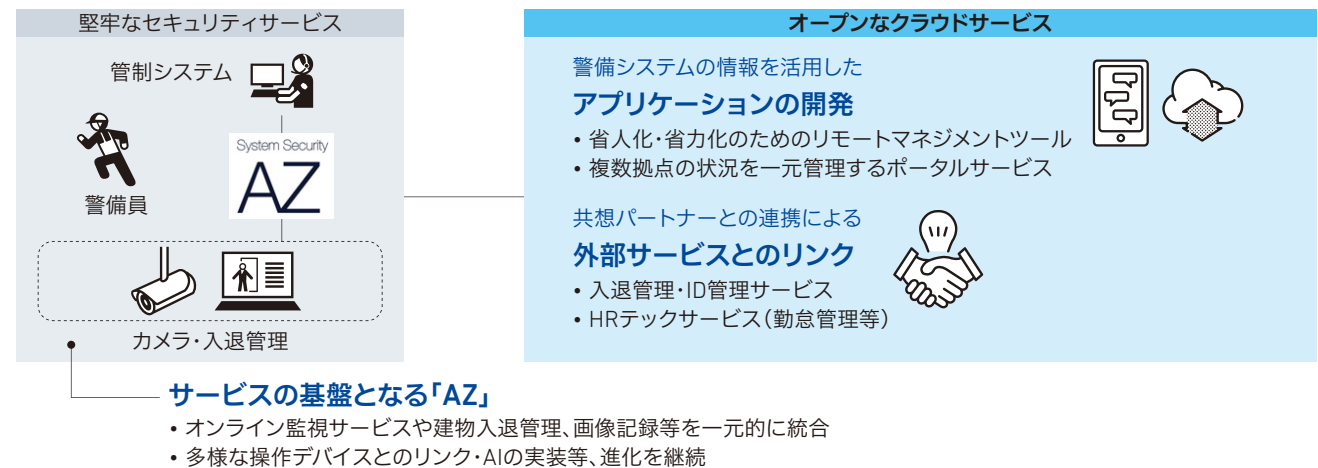 堅牢なセキュリティサービス
管制システム
System Security
AZ
警備員
カメラ・入退管理
オープンなクラウドサービス
警備システムの情報を活用した
アプリケーションの開発
• 省人化・省力化のためのリモートマネジメントツール
• 複数拠点の状況を一元管理するポータルサービス
共想パートナーとの連携による
外部サービスとのリンク
• 入退管理・ID管理サービス
• HRテックサービス（勤怠管理等）
サービスの基盤となる「AZ」
• オンライン監視サービスや建物入退管理、画像記録等を一元的に統合
• 多様な操作デバイスとのリンク・AIの実装等、進化を継続